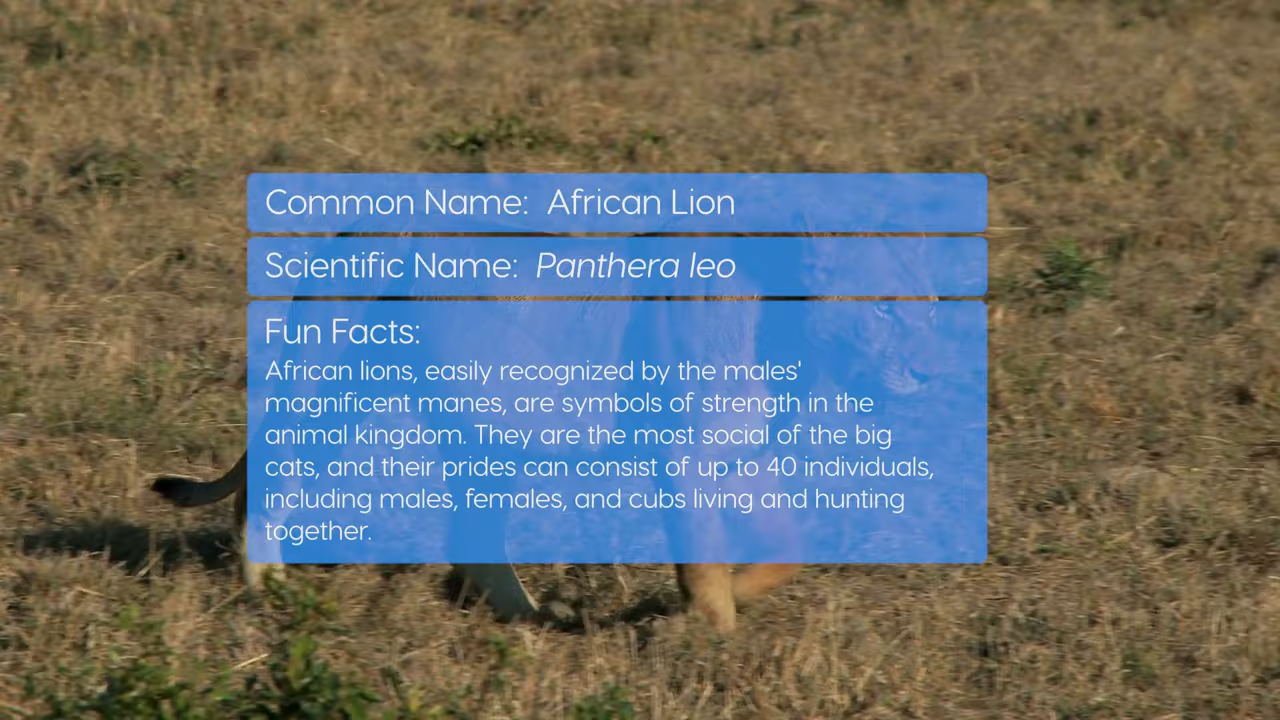 Common Name: African Lion
Scientific Name: Panthera leo
Fun Facts:
African lions, easily recognized by the males'
magnificent manes, are symbols of strength in the
animal kingdom. They are the most social of the big
cats, and their prides can consist of up to 40 individuals,
including males, females, and cubs living and hunting
together.